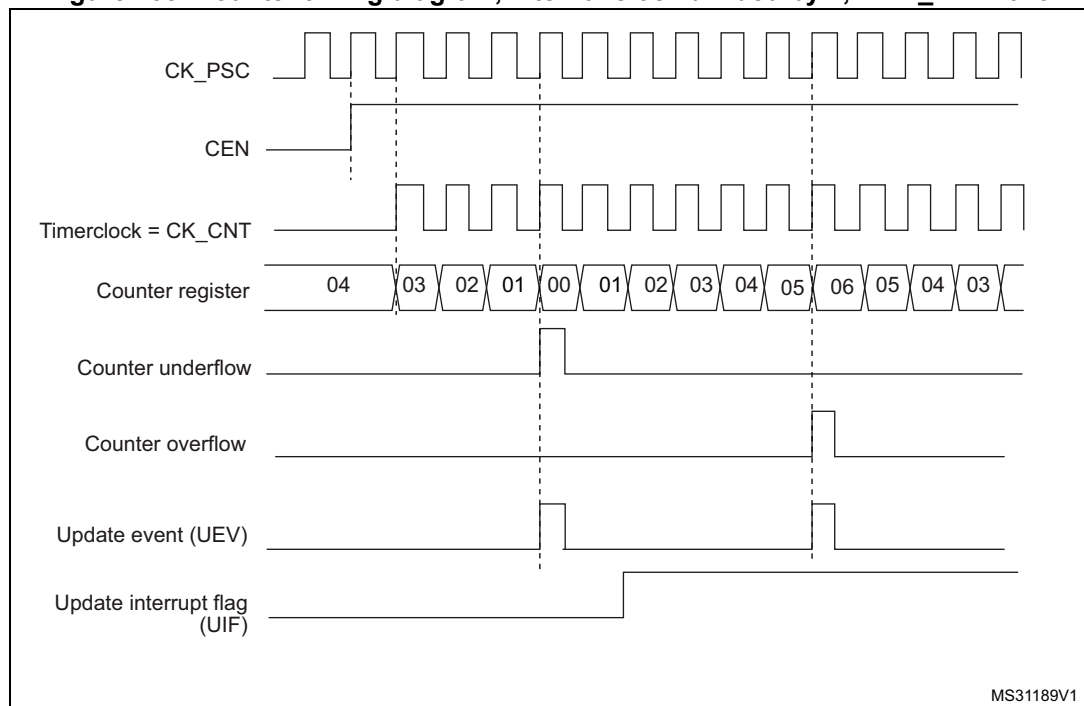 CK_PSC
CEN
Timerclock = CK_CNT
Counter register
04 03 02 01 00 01 02 03 04 05 06 05 04 03
Counter underflow
Counter overflow
Update event (UEV)
Update interrupt flag
(UIF)
MS31189V1